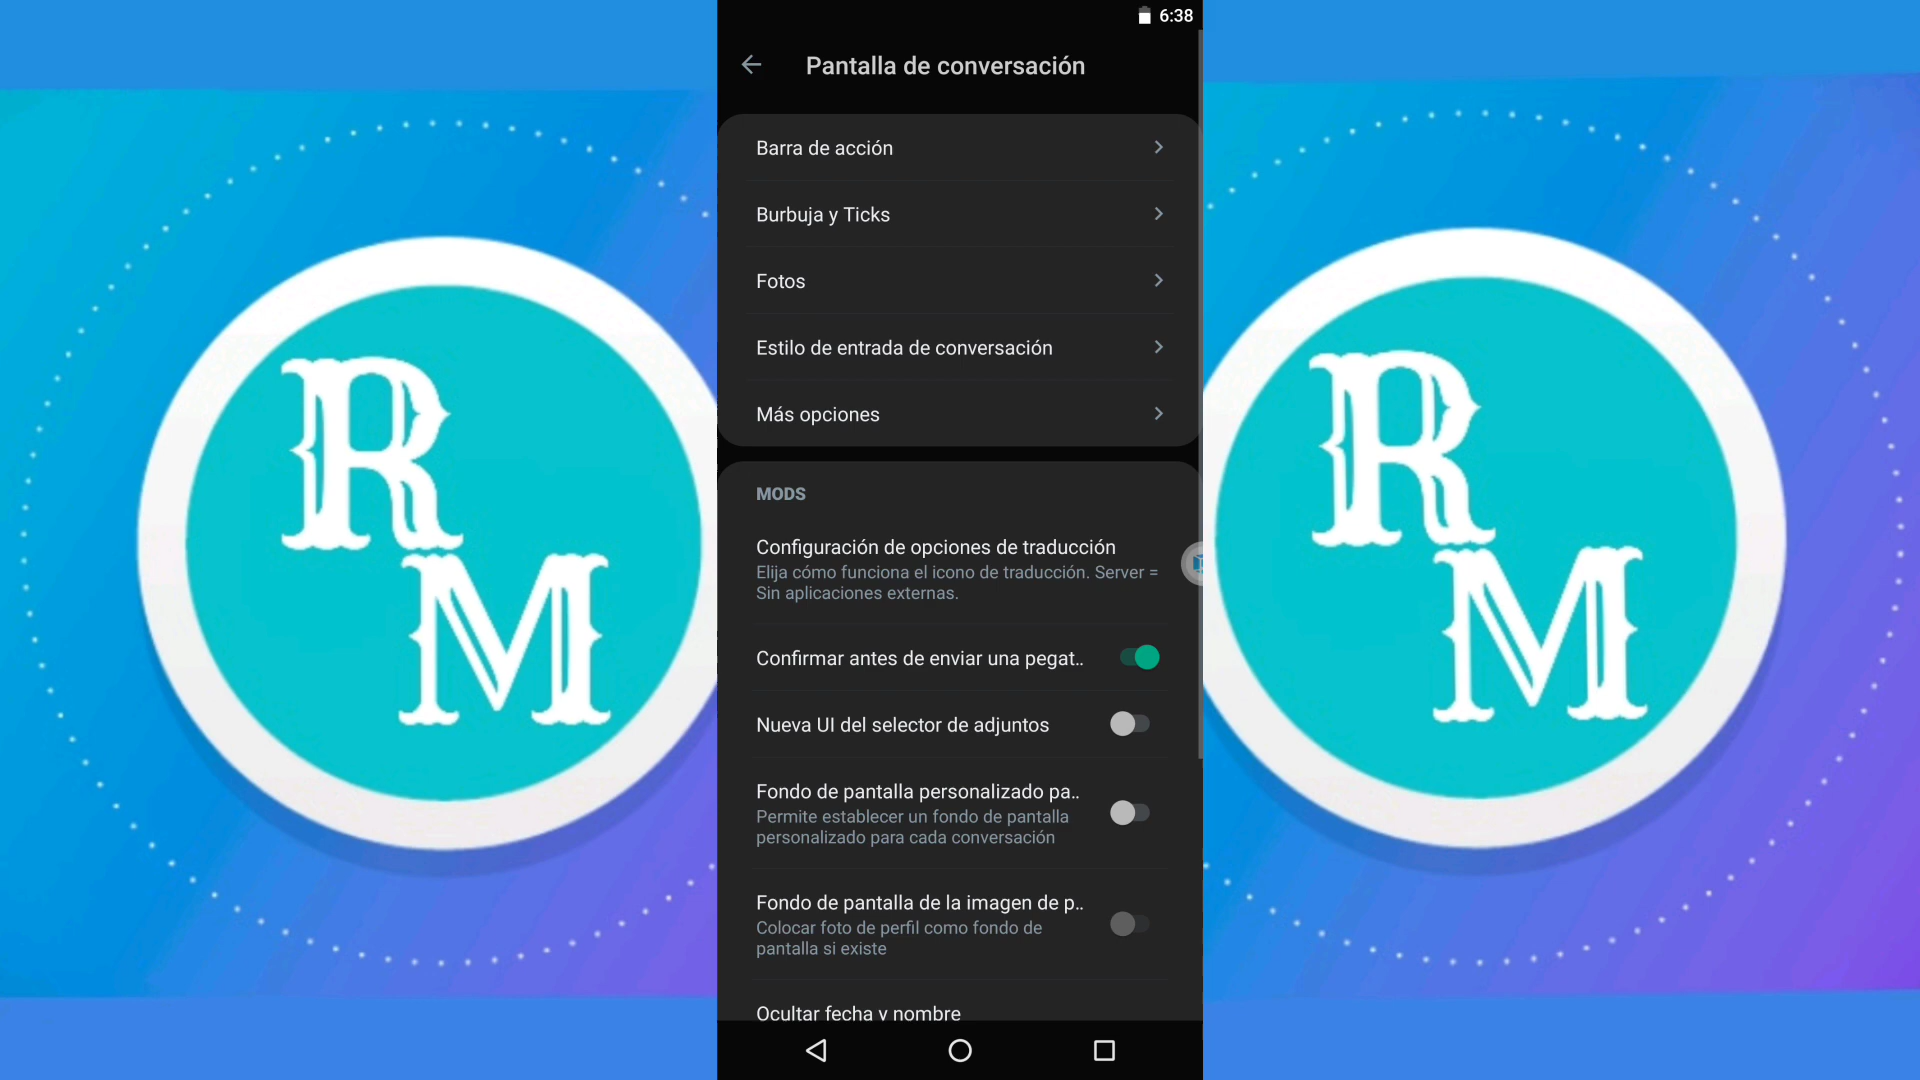 6:38
Pantalla de conversación
Barra de acción
Burbuja y Ticks
Fotos
Estilo de entrada de conversación
Más opciones
MODS
Configuración de opciones de traducción
Elija cómo funciona el icono de traducción. Server =
Sin aplicaciones externas.
Confirmar antes de enviar una pegat..
Nueva UI del selector de adjuntos
Fondo de pantalla personalizado pa..
Permite establecer un fondo de pantalla
personalizado para cada conversación
Fondo de pantalla de la imagen de p..
Colocar foto de perfil como fondo de
pantalla si existe
Ocultar fecha y nombre
R
M
R
M